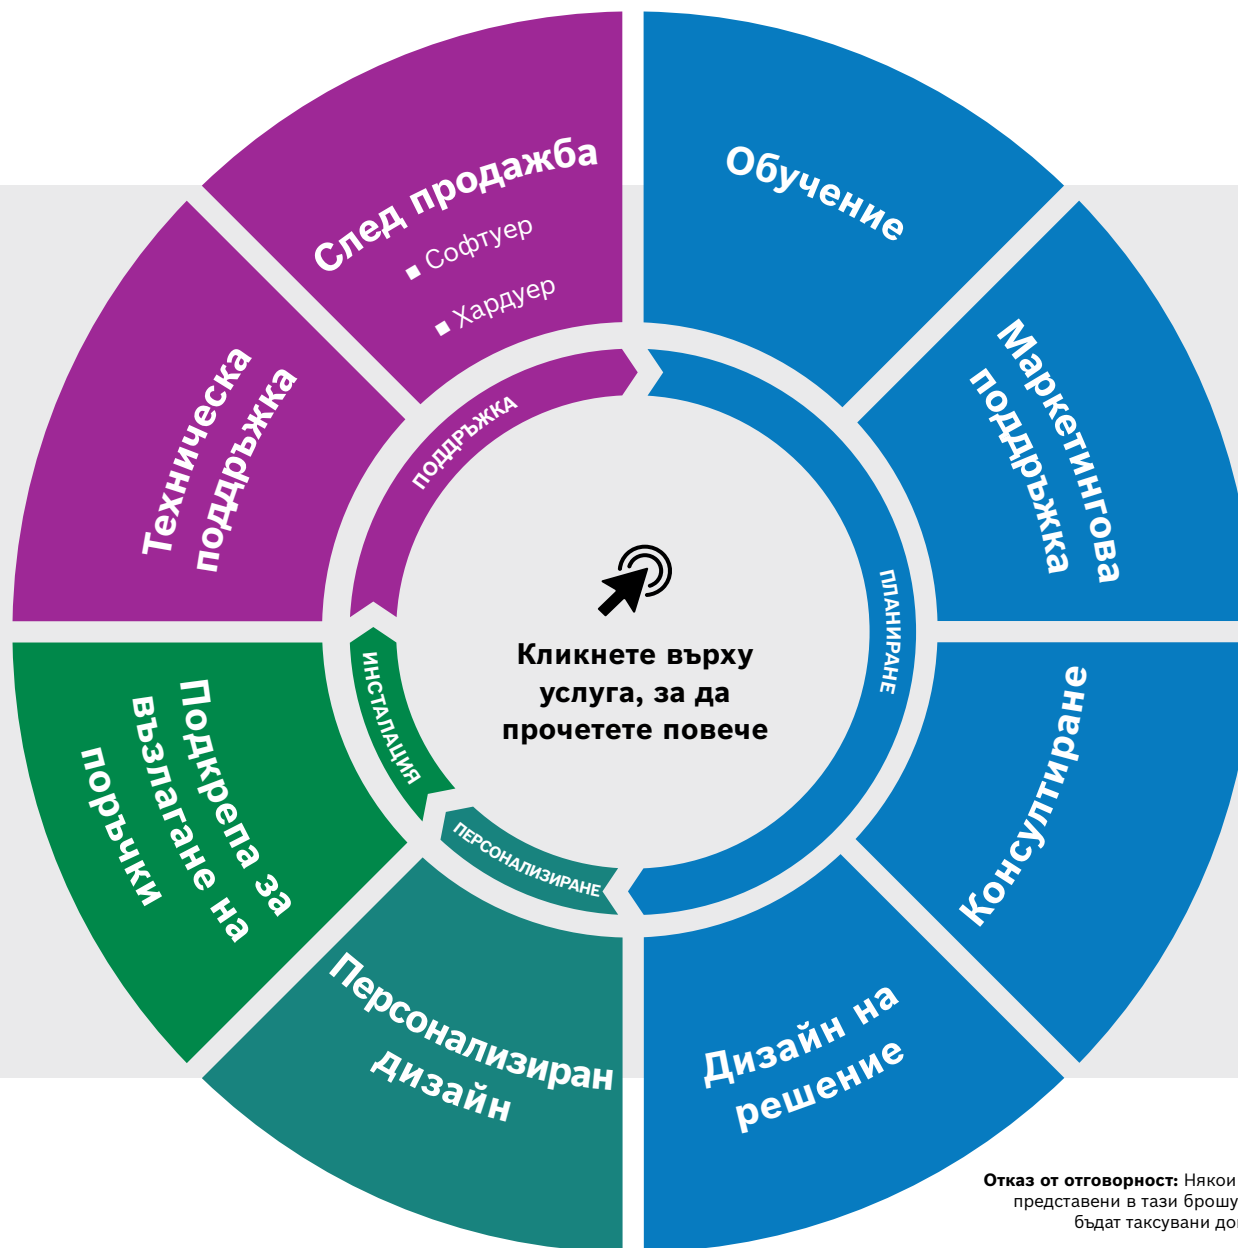 След продажба
▪ Софтуер
▪ Хардуер
Обучение
Маркетингова
поддръжка
Консултиране
Дизайн на
решение
Персонализиран
дизайн
Подкрепа за
възлагане на
поръчки
Техническа
поддръжка
ПОДДРЪЖКА
ПЛАНИРАНЕ
ПЕРСОНАЛИЗИРАНЕ
ИНСТАЛАЦИЯ
Кликнете върху
услуга, за да
прочетете повече
Отказ от отговорност: Някои
представени в тази
бъдат таксувани